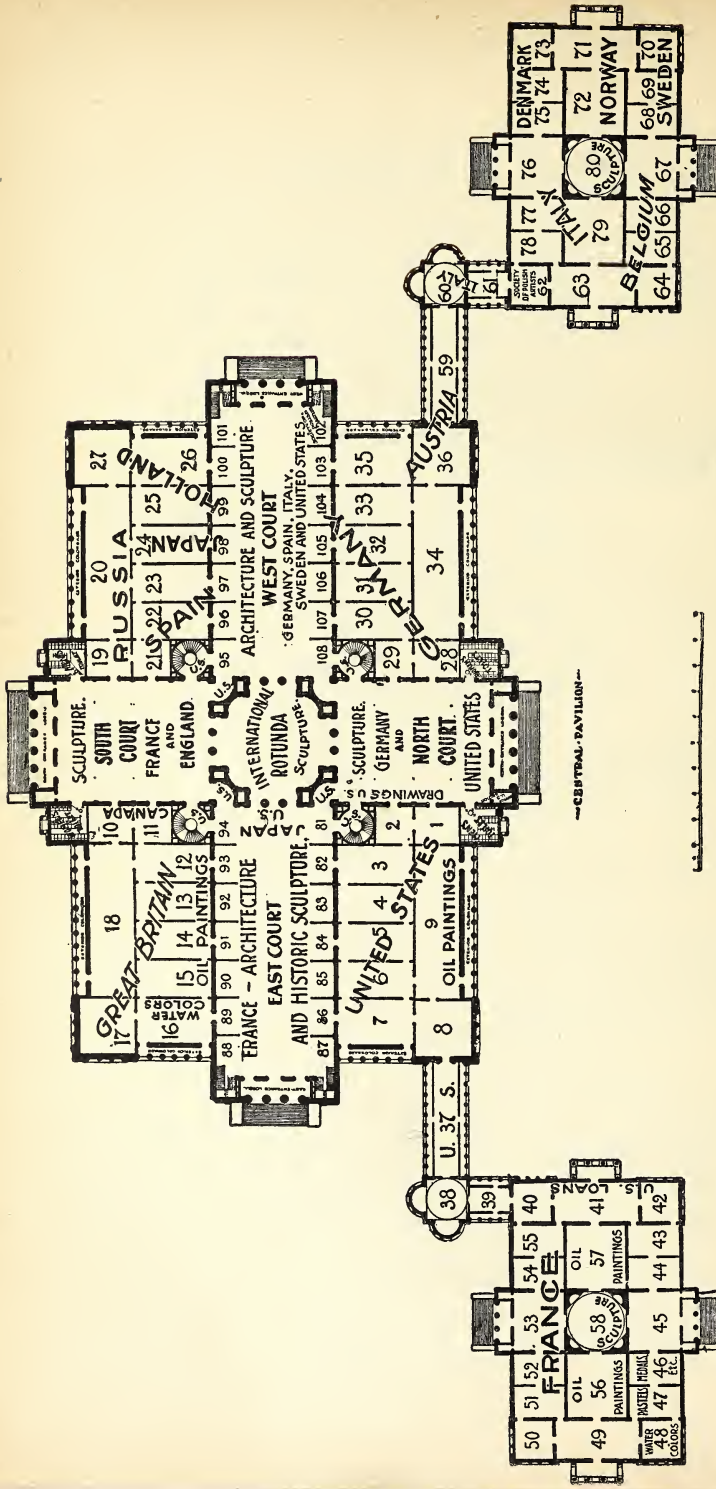 DENMARK
73
74
75
71
72
NORWAY
70
69
68
SWEDEN
76
80
SCULPTURE
67
ITALY
77
78
79
BELGIUM
66
65
64
63
SOCIETY
OF POLISH
ARTISTS
62
61
ITALY
60
59
AUSTRIA
36
27
HOLLAND
26
25
20
RUSSIA
24
JAPAN
23
22
SPAIN
21
19
101
100
99
98
97
96
95
ARCHITECTURE AND SCULPTURE.
WEST COURT
GERMANY, SPAIN, ITALY,
SWEDEN AND UNITED STATES.
102
103
104
105
106
107
108
35
33
32
31
30
29
GERMANY
34
28
SCULPTURE.
SOUTH
COURT
FRANCE
AND
ENGLAND.
U.S.
U.S.
INTERNATIONAL
ROTUNDA
SCULPTURE.
U.S.
U.S.
SCULPTURE.
GERMANY
AND
NORTH
COURT.
UNITED STATES
DRAWINGS U.S.
CANADA
10
11
U.S.
JAPAN
U.S.
94
81
2
1
GREAT BRITAIN
18
12
13
14
15
OIL PAINTINGS
WATER
COLORS
16
17
93
92
91
90
89
88
FRANCE - ARCHITECTURE
EAST COURT
AND HISTORIC SCULPTURE.
82
83
84
85
86
87
3
4
5
6
7
UNITED STATES
9
OIL PAINTINGS
8
U. 37 S.
38
39
40
U.S. LOANS
41
42
55
54
53
52
51
50
FRANCE
OIL
57
PAINTINGS
58
SCULPTURE
OIL
56
PAINTINGS
43
44
45
MEDALS
46
Etc.
PASTELS
47
WATER
48
COLORS
49
—CENTRAL·PAVILION—